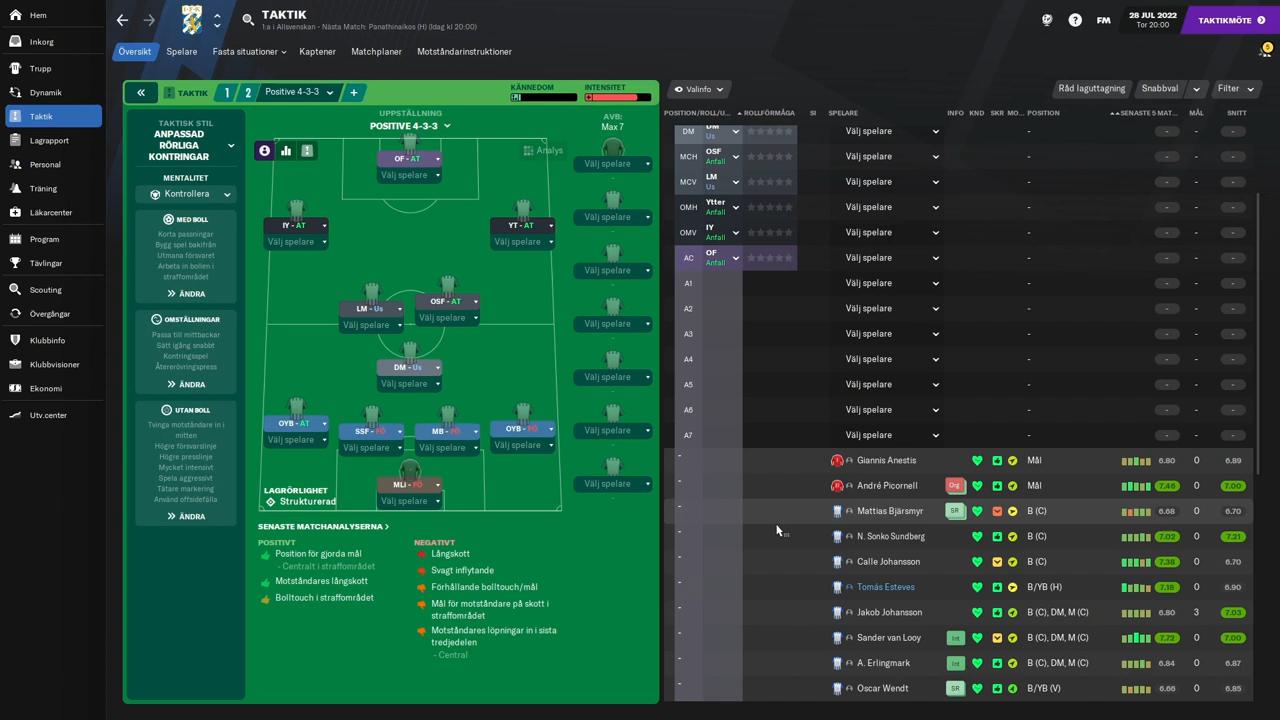 Hem
Inkorg
Trupp
Dynamik
Taktik
Lagrapport
Personal
Träning
Läkarcenter
Program
Tävlingar
Scouting
Övergångar
Klubbinfo
Klubbvisioner
Ekonomi
Utv.center
TAKTIK
1:a i Allsvenskan - Nästa Match: Panathinaikos (H) (Idag kl 20:00)
FM
28 JUL 2022
Tor 20:00
TAKTIKMÖTE
Översikt Spelare Fasta situationer Kaptener Matchplaner Motståndarinstruktioner
TAKTIK 1 2 Positive 4-3-3 +
KÄNNEDOM INTENSITET
TAKTISK STIL
ANPASSAD
RÖRLIGA
KONTRINGAR
MENTALITET
Kontrollera
MED BOLL
Korta passningar
Bygg spel bakifrån
Utmana försvaret
Arbeta in bollen i
straffområdet
ÄNDRA
OMSTÄLLNINGAR
Passa till mittbackar
Sätt igång snabbt
Kontringsspel
Återerövringspress
ÄNDRA
UTAN BOLL
Tvinga motståndare in i
mitten
Högre försvarslinje
Högre presslinje
Mycket intensivt
Spela aggressivt
Tätare markering
Använd offsidefälla
ÄNDRA
UPPSTÄLLNING
POSITIVE 4-3-3
Analys
OF - AT
Välj spelare
IY - AT
Välj spelare
YT - AT
Välj spelare
LM - Us
Välj spelare
OSF - AT
Välj spelare
DM - Us
Välj spelare
OYB - AT
Välj spelare
SSF - FÖ
Välj spelare
MB - FÖ
Välj spelare
OYB - FÖ
Välj spelare
MLi - FÖ
Välj spelare
LAGRÖRLIGHET
Strukturerad
AVB:
Max 7
Välj spelare
-
Välj spelare
-
Välj spelare
-
Välj spelare
-
Välj spelare
-
Välj spelare
-
Välj spelare
-
SENASTE MATCHANALYSERNA >
POSITIVT
Position för gjorda mål
- Centralt i straffområdet
Motståndares långskott
Bolltouch i straffområdet
NEGATIVT
Långskott
Svagt inflytande
Förhållande bolltouch/mål
Mål för motståndare på skott i
straffområdet
Motståndares löpningar in i sista
tredjedelen
- Central
Valinfo Råd laguttagning Snabbval Filter
POSITION/ROLL/U... ROLLFÖRMÅGA SI SPELARE INFO KND SKR MO... POSITION SENASTE 5 MAT... MÅL SNITT
DM DM Us Välj spelare - - - -
MCH OSF Anfall Välj spelare - - - -
MCV LM Us Välj spelare - - - -
OMH Ytter Anfall Välj spelare - - - -
OMV IY Anfall Välj spelare - - - -
AC OF Anfall Välj spelare - - - -
A1 Välj spelare - - - -
A2 Välj spelare - - - -
A3 Välj spelare - - - -
A4 Välj spelare - - - -
A5 Välj spelare - - - -
A6 Välj spelare - - - -
A7 Välj spelare - - - -
- Giannis Anestis Mål 6.80 0 6.89
- André Picornell Org Mål 7.46 0 7.00
- Mattias Bjärsmyr SR B (C) 6.68 0 6.70
- N. Sonko Sundberg B (C) 7.02 0 7.21
- Calle Johansson B (C) 7.38 0 6.70
- Tomás Esteves B/YB (H) 7.18 0 6.90
- Jakob Johansson B (C), DM, M (C) 6.80 3 7.03
- Sander van Looy Int B (C), DM, M (C) 7.72 0 7.00
- A. Erlingmark Int B (C), DM, M (C) 6.84 0 6.87
- Oscar Wendt SR B/YB (V) 6.66 0 6.85